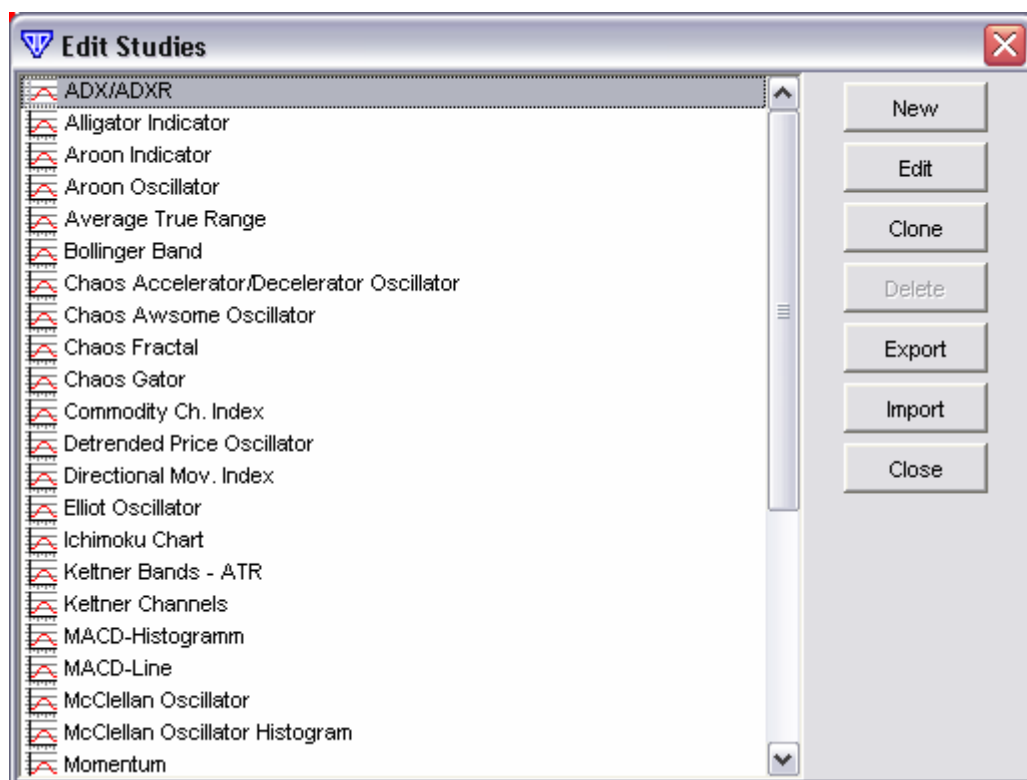 Edit Studies
ADX/ADXR
Alligator Indicator
Aroon Indicator
Aroon Oscillator
Average True Range
Bollinger Band
Chaos Accelerator/Decelerator Oscillator
Chaos Awsome Oscillator
Chaos Fractal
Chaos Gator
Commodity Ch. Index
Detrended Price Oscillator
Directional Mov. Index
Elliot Oscillator
Ichimoku Chart
Keltner Bands - ATR
Keltner Channels
MACD-Histogramm
MACD-Line
McClellan Oscillator
McClellan Oscillator Histogram
Momentum
New
Edit
Clone
Delete
Export
Import
Close